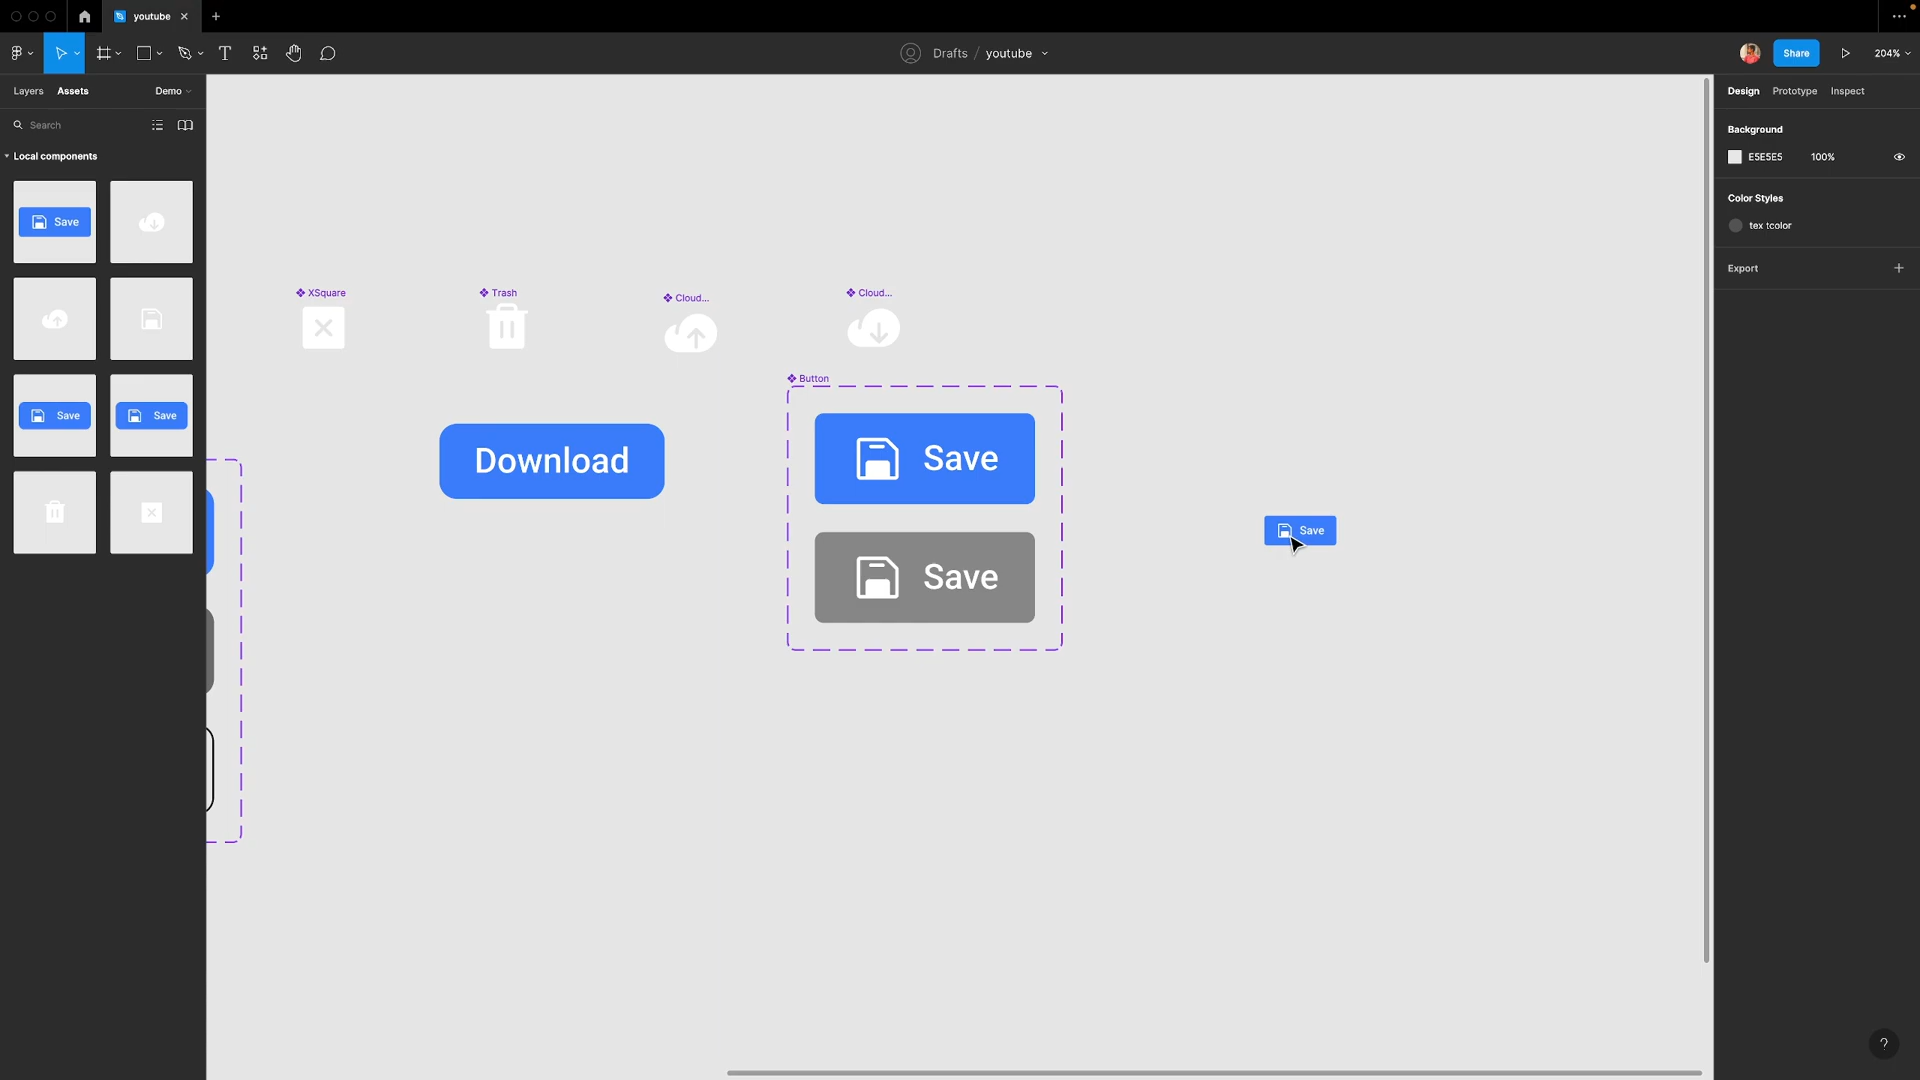 youtube
Drafts / youtube
Share
204%
Layers Assets Demo
Search
Local components
Save
Save
Save
XSquare
Trash
Cloud...
Cloud...
Download
Button
Save
Save
Save
Design Prototype Inspect
Background
E5E5E5 100%
Color Styles
tex tcolor
Export
?